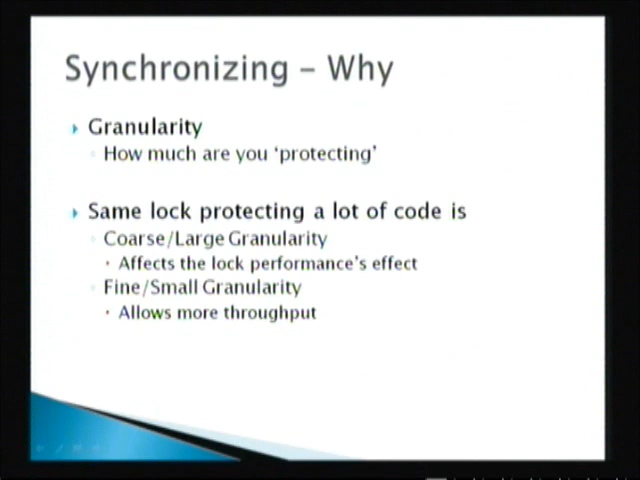 Synchronizing – Why
Granularity
How much are you ‘protecting’
Same lock protecting a lot of code is
Coarse/Large Granularity
Affects the lock performance’s effect
Fine/Small Granularity
Allows more throughput